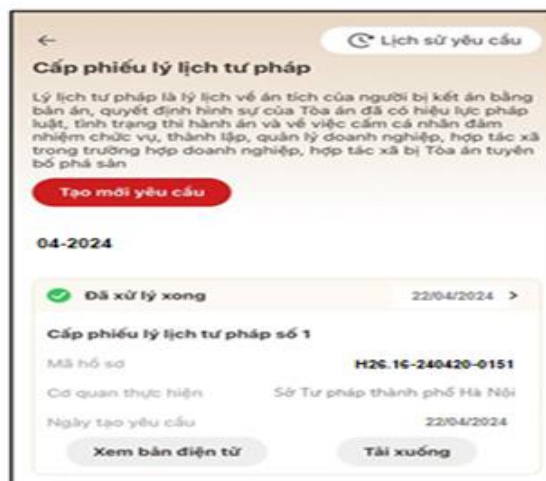 Lịch sử yêu cầu
Cấp phiếu lý lịch tư pháp
Lý lịch tư pháp là lý lịch về án tích của người bị kết án bằng
bản án, quyết định hình sự của Tòa án đã có hiệu lực pháp
luật, tình trạng thi hành án và về việc cấm cá nhân đảm
nhiệm chức vụ, thành lập, quản lý doanh nghiệp, hợp tác xã
trong trường hợp doanh nghiệp, hợp tác xã bị Tòa án tuyên
bố phá sản
Tạo mới yêu cầu
04-2024
Đã xử lý xong 22/04/2024 >
Cấp phiếu lý lịch tư pháp số 1
Mã hồ sơ H26.16-240420-0151
Cơ quan thực hiện Sở Tư pháp thành phố Hà Nội
Ngày tạo yêu cầu 22/04/2024
Xem bản điện tử Tải xuống